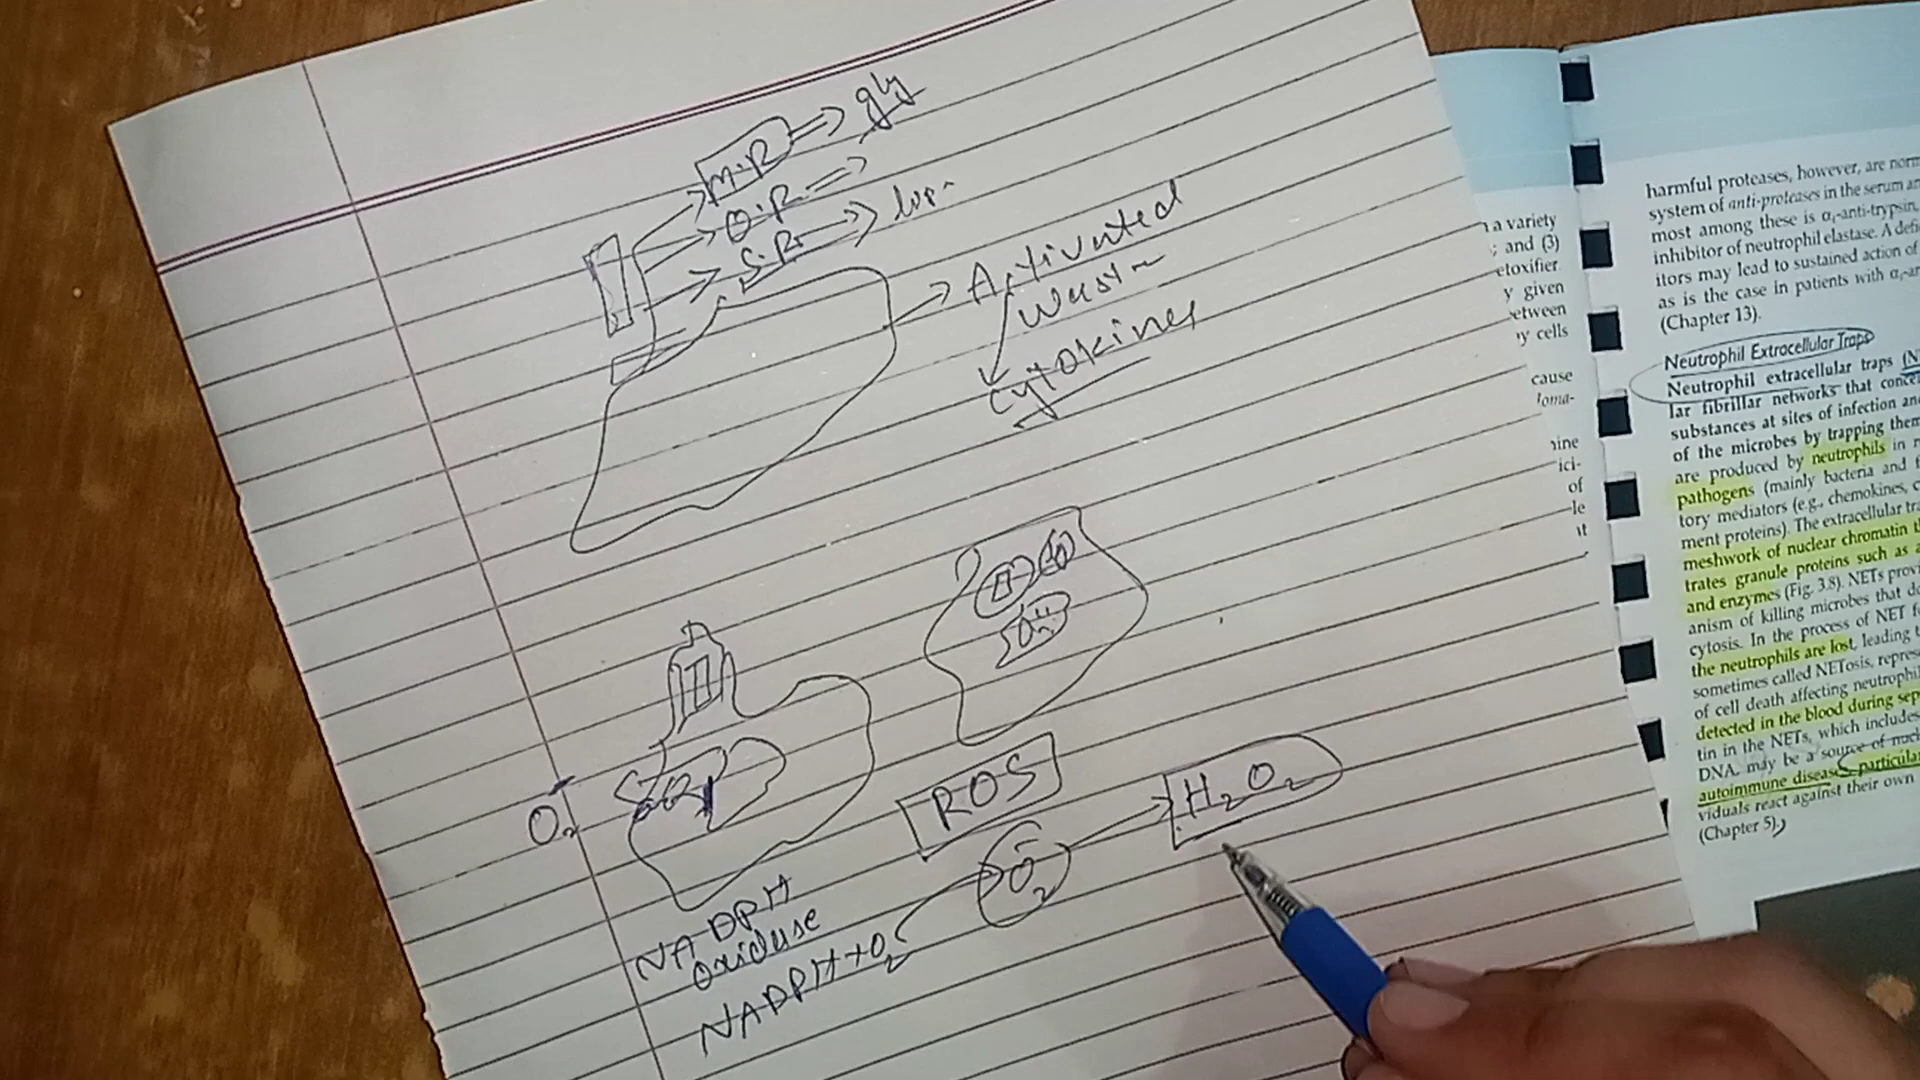 M.R → gly
O.R →
S.R →
Activated
cytokines
ROS
O₂
H₂O₂
O₂⁻
NADPH
oxidase
NADPH+O₂
a variety
; and (3)
etoxifier.
y given
etween
y cells
cause
loma-
nine
ici-
of
le
it
harmful proteases, however, are norm
system of anti-proteases in the serum an
most among these is α₁-anti-trypsin,
inhibitor of neutrophil elastase. A defi
itors may lead to sustained action of
as is the case in patients with α₁-an
(Chapter 13).
Neutrophil Extracellular Traps
Neutrophil extracellular traps (N
lar fibrillar networks that conce
substances at sites of infection and
of the microbes by trapping them
are produced by neutrophils in r
pathogens (mainly bacteria and f
tory mediators (e.g., chemokines, c
ment proteins). The extracellular tra
meshwork of nuclear chromatin t
trates granule proteins such as a
and enzymes (Fig. 3.8). NETs provi
anism of killing microbes that do
cytosis. In the process of NET f
the neutrophils are lost, leading t
sometimes called NETosis, repres
of cell death affecting neutrophil
detected in the blood during sep
tin in the NETs, which includes
DNA, may be a source of nucl
autoimmune diseases, particular
viduals react against their own
(Chapter 5).